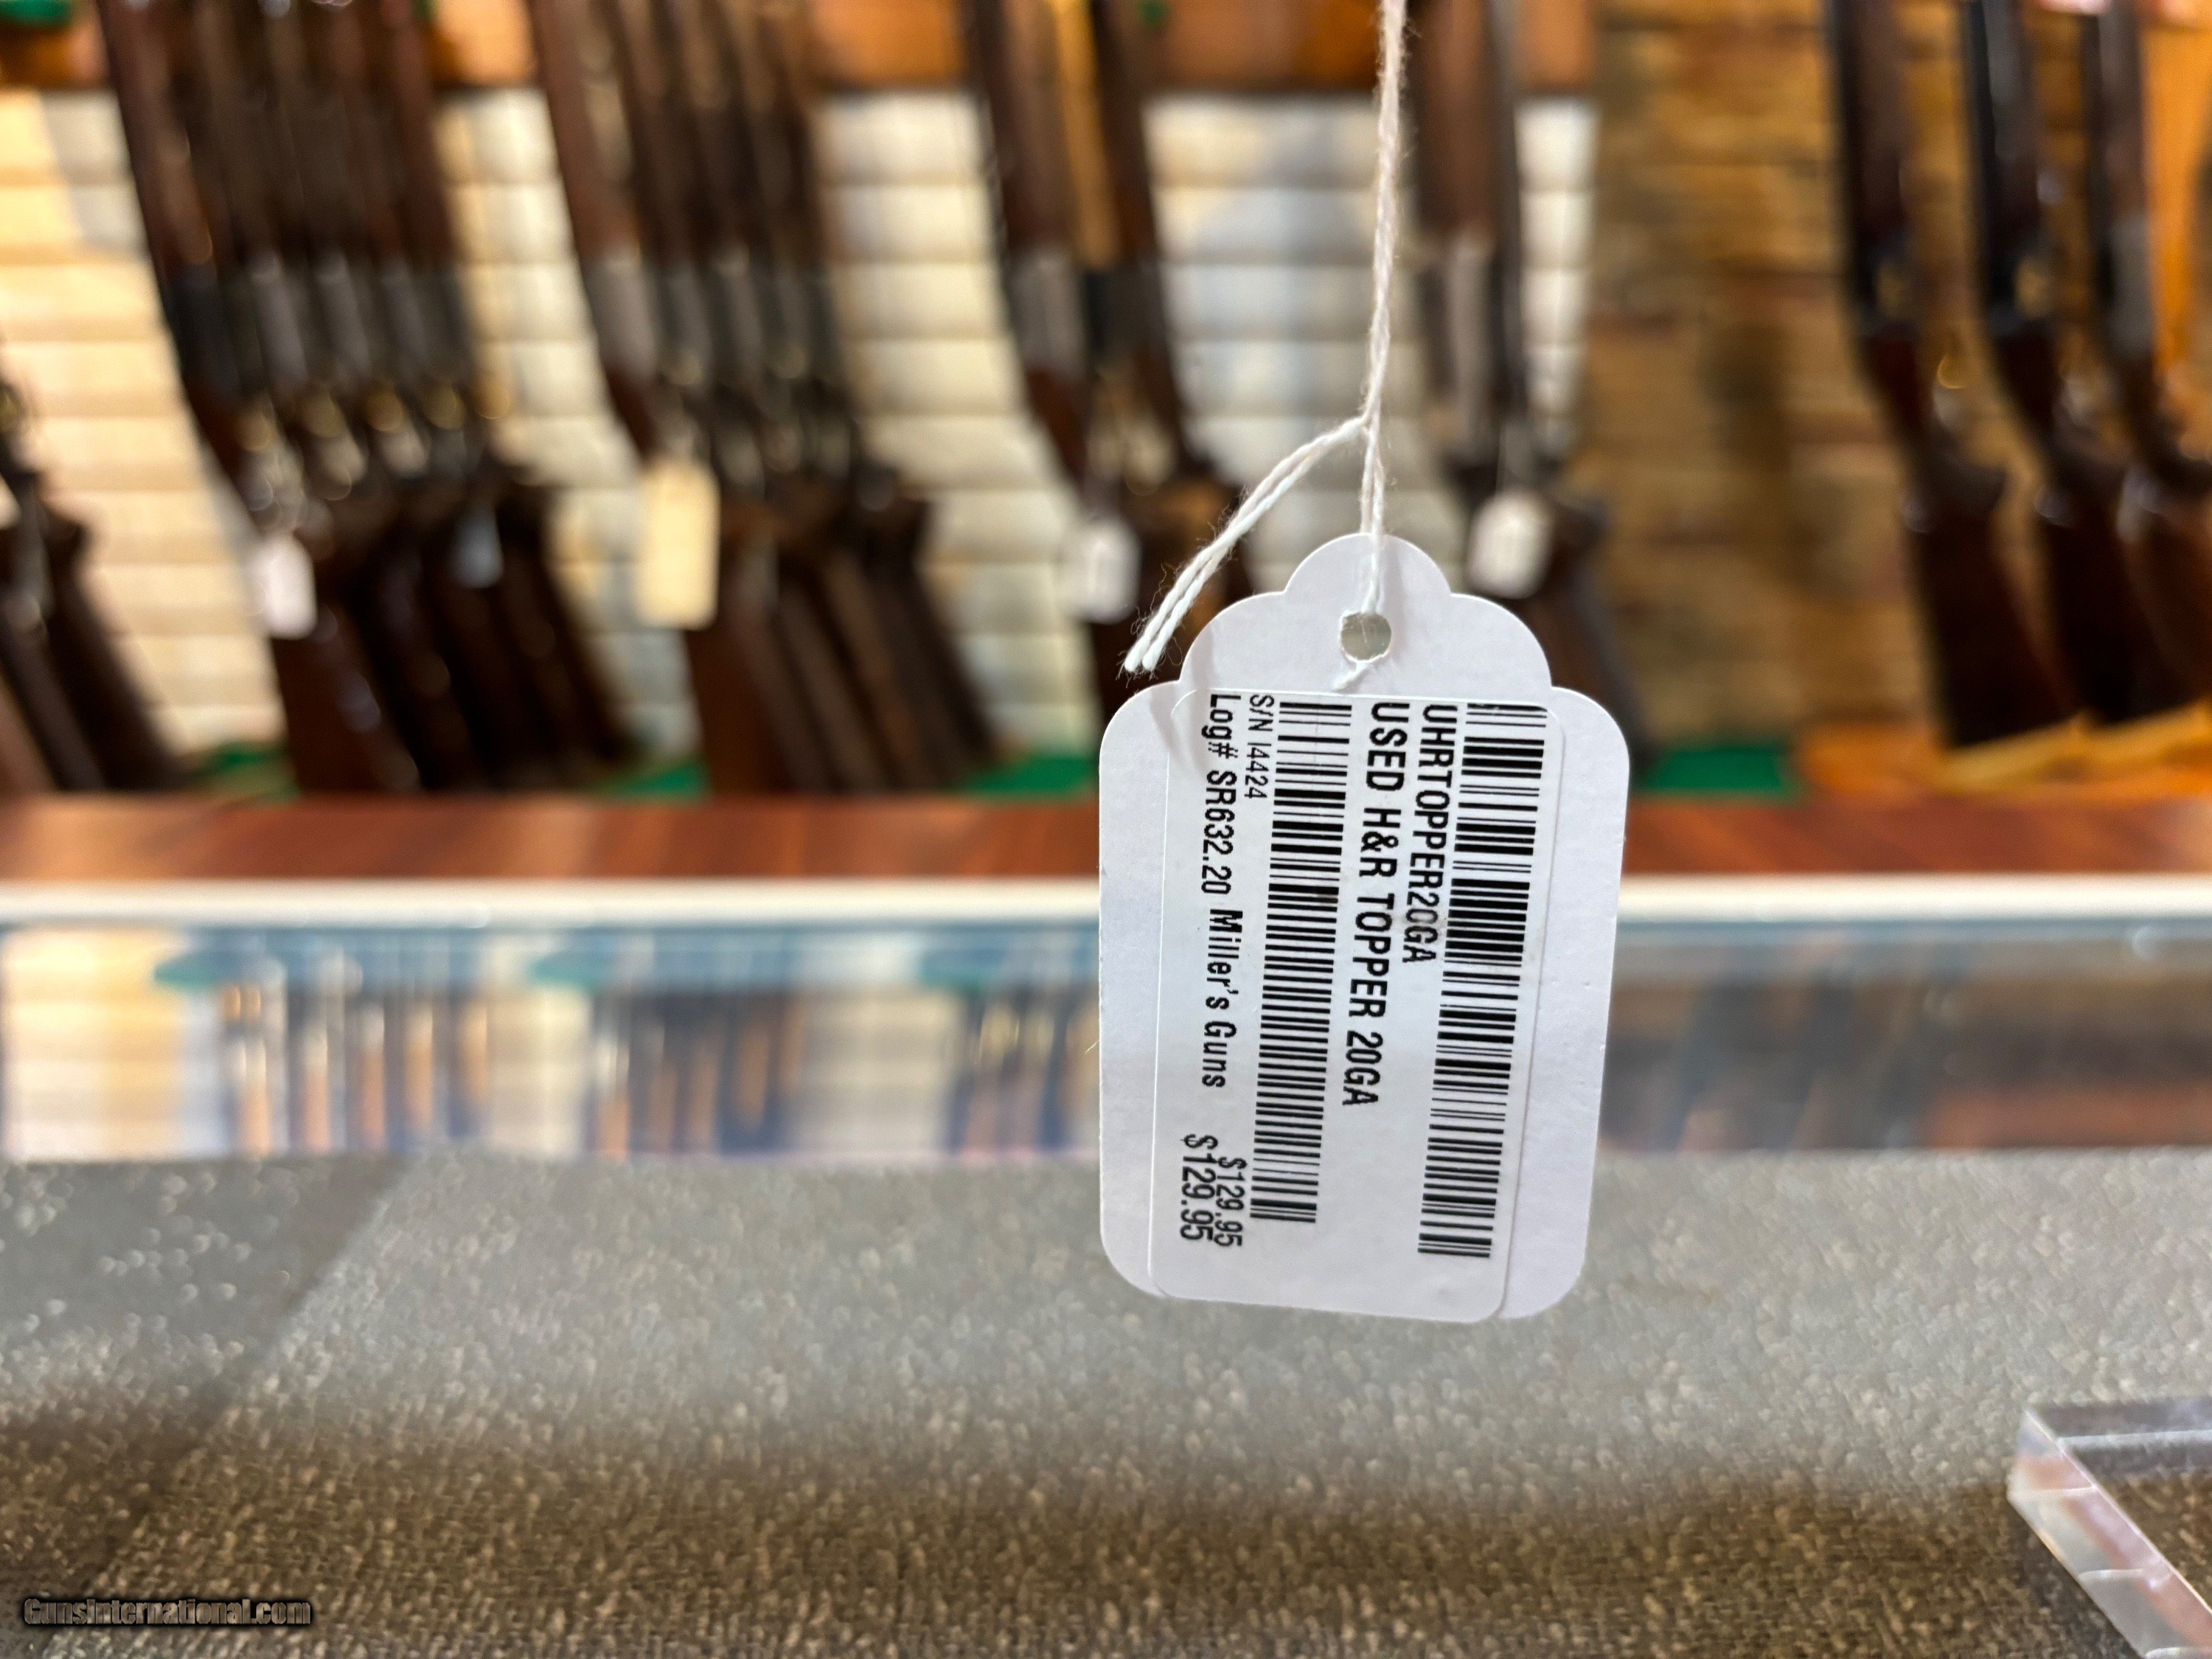 UHRTOPPER20GA
USED H&R TOPPER 20GA
S/N I4424
$129.95
Log# SR632.20 Miller's Guns $129.95
GunsInternational.com